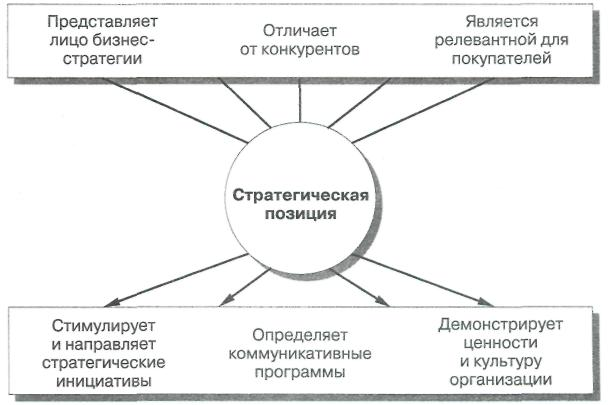 Представляет
лицо бизнес-
стратегии
Отличает
от конкурентов
Является
релевантной для
покупателей
Стратегическая
позиция
Стимулирует
и направляет
стратегические
инициативы
Определяет
коммуникативные
программы
Демонстрирует
ценности
и культуру
организации